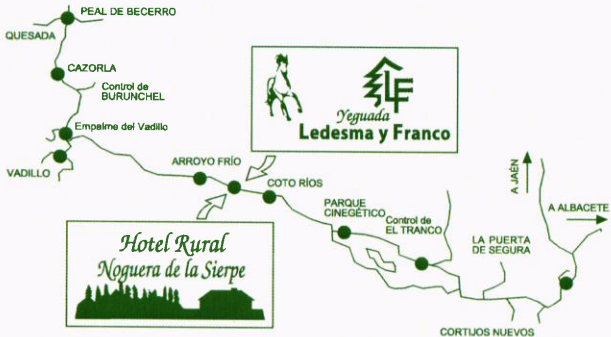 PEAL DE BECERRO
QUESADA
CAZORLA
Control de
BURUNCHEL
Empalme del Vadillo
VADILLO
ARROYO FRÍO
COTO RÍOS
LF
Yeguada
Ledesma y Franco
Hotel Rural
Noguera de la Sierpe
PARQUE
CINEGÉTICO
Control de
EL TRANCO
LA PUERTA
DE SEGURA
A JAÉN
A ALBACETE
CORTIJOS NUEVOS